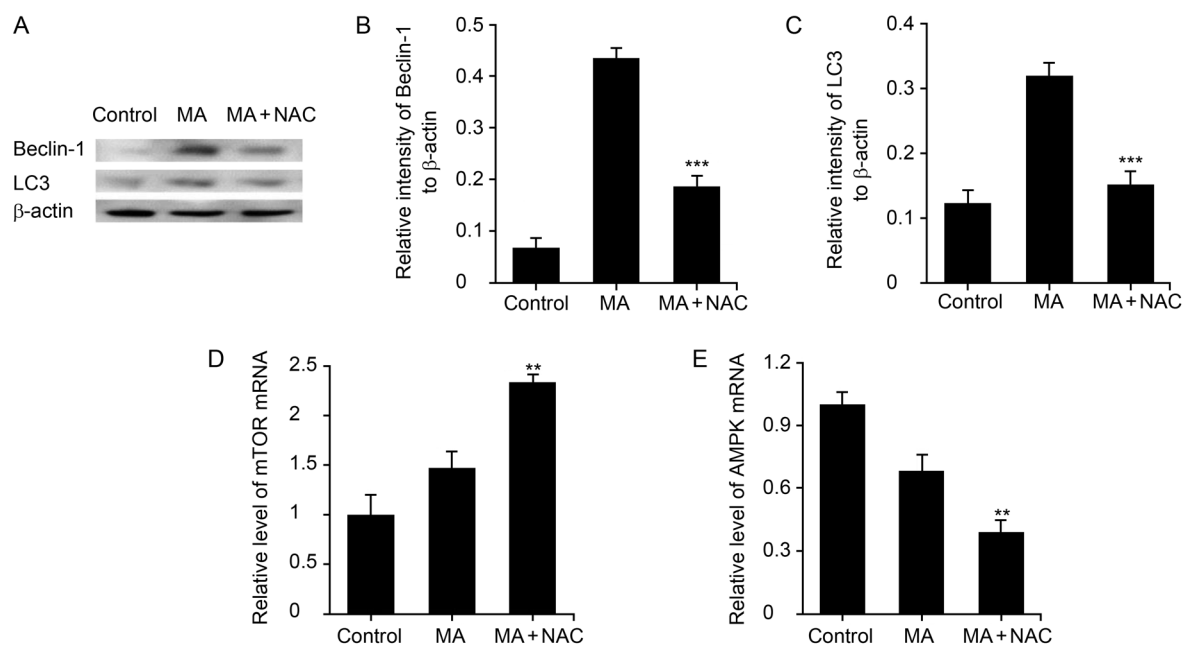 A
Control MA MA + NAC
Beclin-1
LC3
β-actin
B
Relative intensity of Beclin-1
to β-actin
0.5
0.4
0.3
0.2
0.1
0
***
Control MA MA + NAC
C
Relative intensity of LC3
to β-actin
0.4
0.3
0.2
0.1
0
***
Control MA MA + NAC
D
Relative level of mTOR mRNA
2.5
2
1.5
1
0.5
0
**
Control MA MA + NAC
E
Relative level of AMPK mRNA
1.2
0.9
0.6
0.3
0
**
Control MA MA + NAC